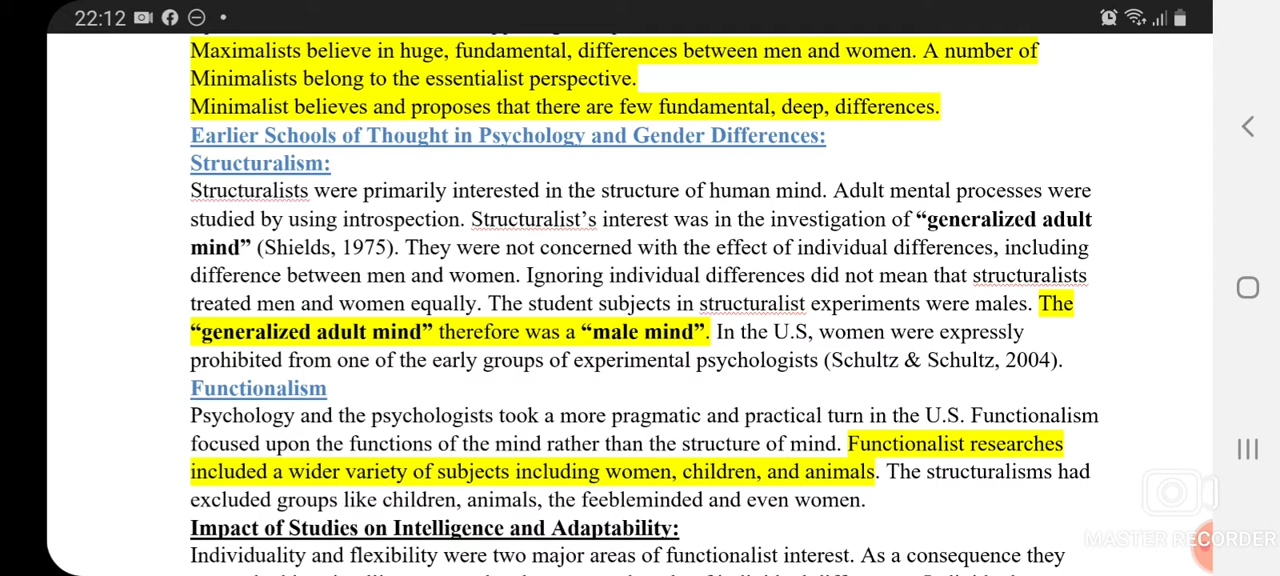 22:12
Maximalists believe in huge, fundamental, differences between men and women. A number of
Minimalists belong to the essentialist perspective.
Minimalist believes and proposes that there are few fundamental, deep, differences.
Earlier Schools of Thought in Psychology and Gender Differences:
Structuralism:
Structuralists were primarily interested in the structure of human mind. Adult mental processes were
studied by using introspection. Structuralist’s interest was in the investigation of “generalized adult
mind” (Shields, 1975). They were not concerned with the effect of individual differences, including
difference between men and women. Ignoring individual differences did not mean that structuralists
treated men and women equally. The student subjects in structuralist experiments were males. The
“generalized adult mind” therefore was a “male mind”. In the U.S, women were expressly
prohibited from one of the early groups of experimental psychologists (Schultz & Schultz, 2004).
Functionalism
Psychology and the psychologists took a more pragmatic and practical turn in the U.S. Functionalism
focused upon the functions of the mind rather than the structure of mind. Functionalist researches
included a wider variety of subjects including women, children, and animals. The structuralisms had
excluded groups like children, animals, the feebleminded and even women.
Impact of Studies on Intelligence and Adaptability:
Individuality and flexibility were two major areas of functionalist interest. As a consequence they
MASTER RECORDER